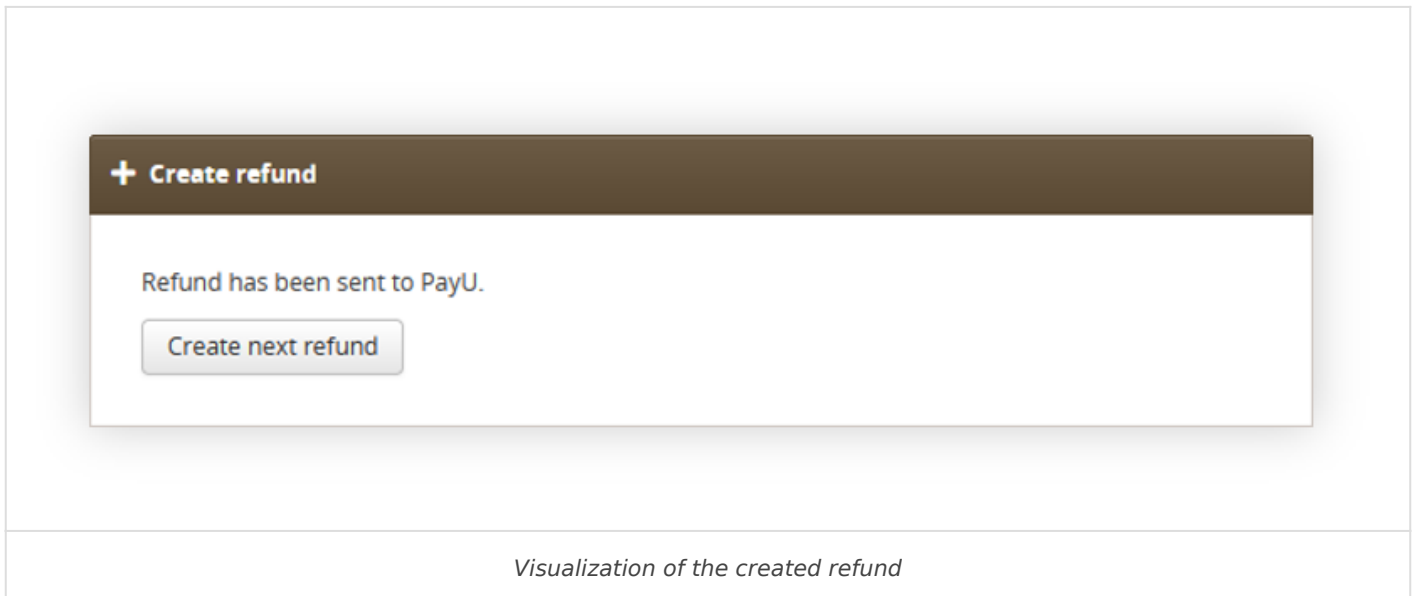 Create refund
Refund has been sent to PayU.
Create next refund
Visualization of the created refund